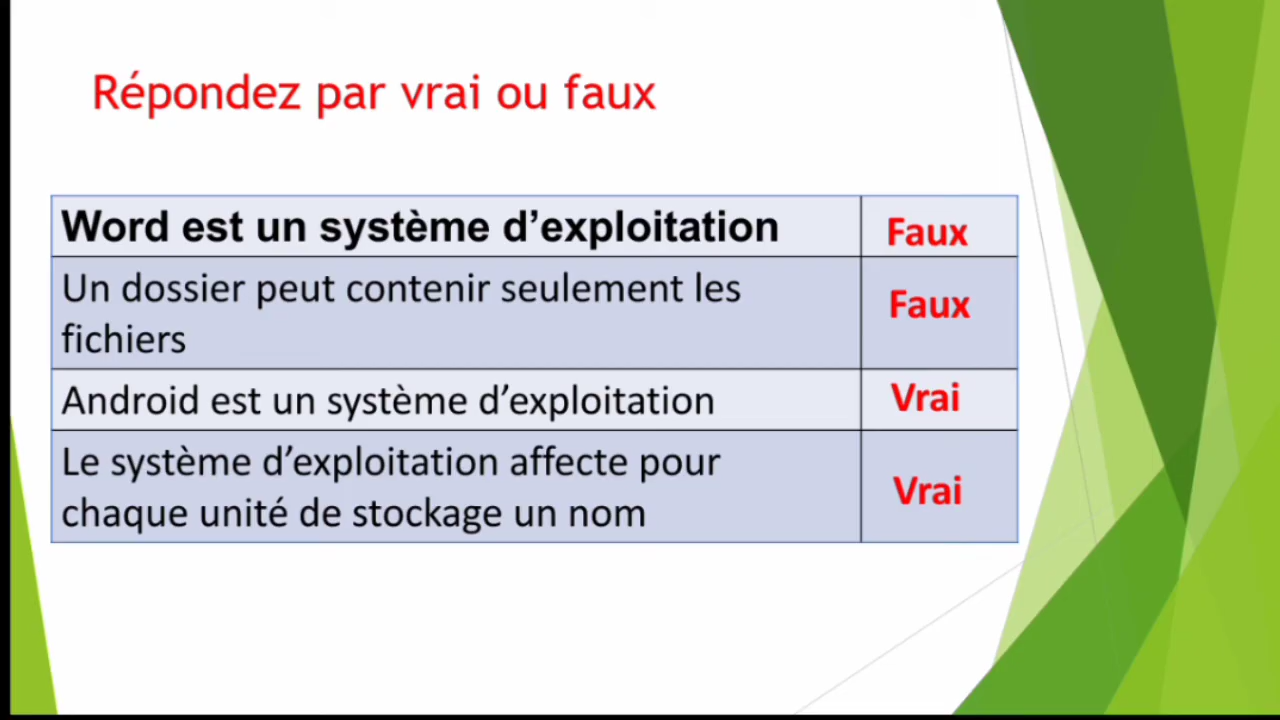 Répondez par vrai ou faux
Word est un système d’exploitation
Faux
Un dossier peut contenir seulement les
fichiers
Faux
Android est un système d’exploitation
Vrai
Le système d’exploitation affecte pour
chaque unité de stockage un nom
Vrai